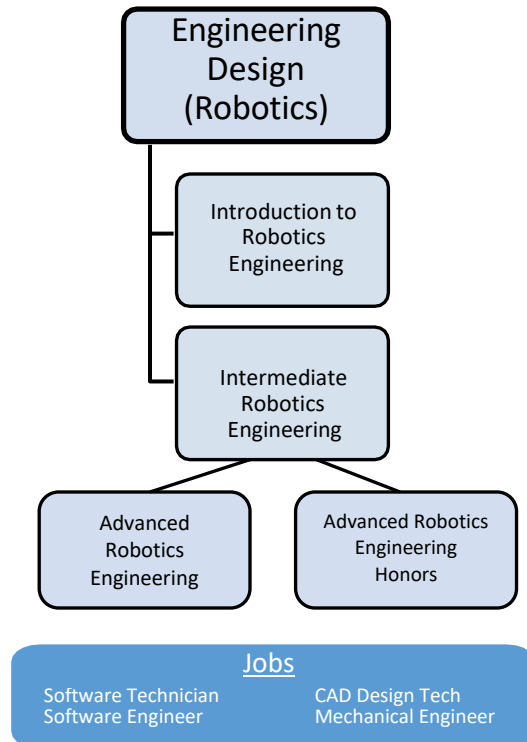 Engineering
Design
(Robotics)
Introduction to
Robotics
Engineering
Intermediate
Robotics
Engineering
Advanced
Robotics
Engineering
Advanced Robotics
Engineering
Honors
Jobs
Software Technician
Software Engineer
CAD Design Tech
Mechanical Engineer